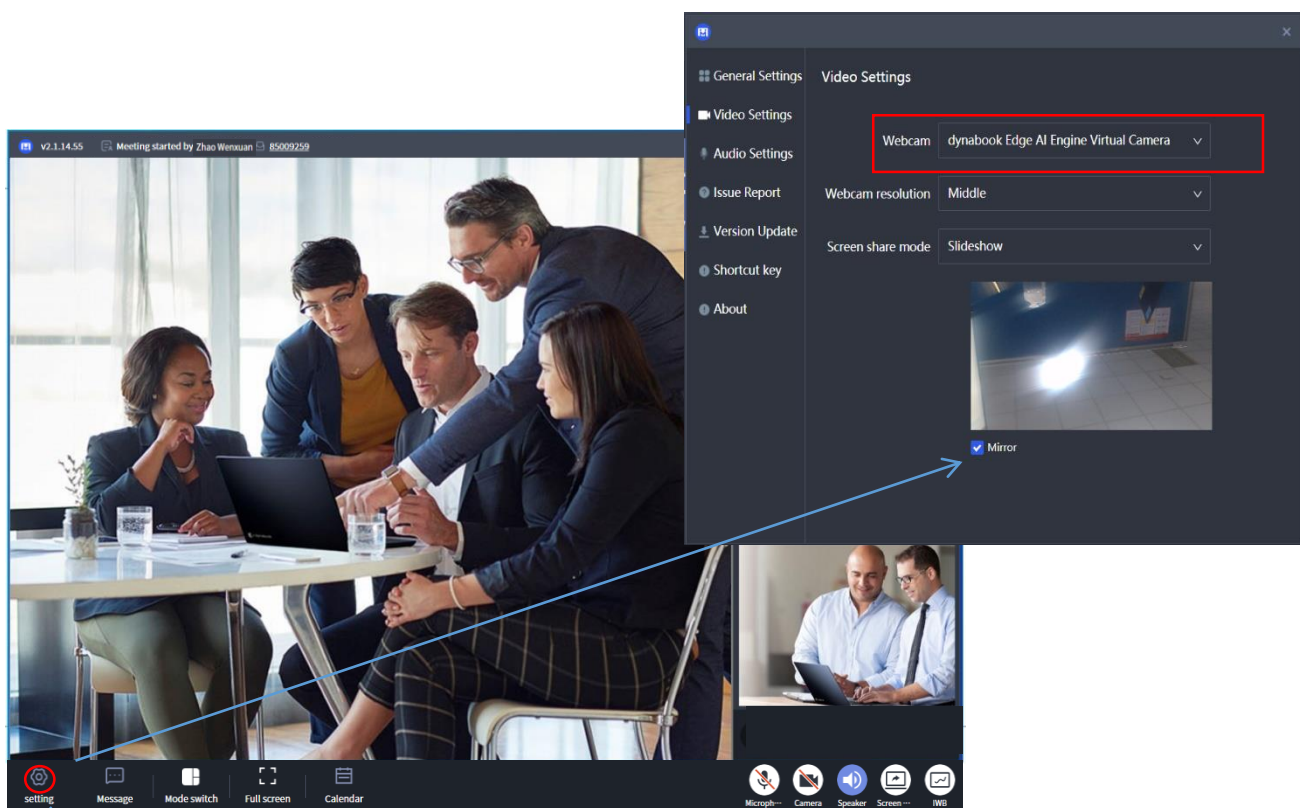 General Settings
Video Settings
Audio Settings
Issue Report
Version Update
Shortcut key
About
Video Settings
Webcam dynabook Edge AI Engine Virtual Camera
Webcam resolution Middle
Screen share mode Slideshow
Mirror
v2.1.14.55 Meeting started by Zhao Wenxuan 85009259
setting Message Mode switch Full screen Calendar Microph··· Camera Speaker Screen ··· IWB